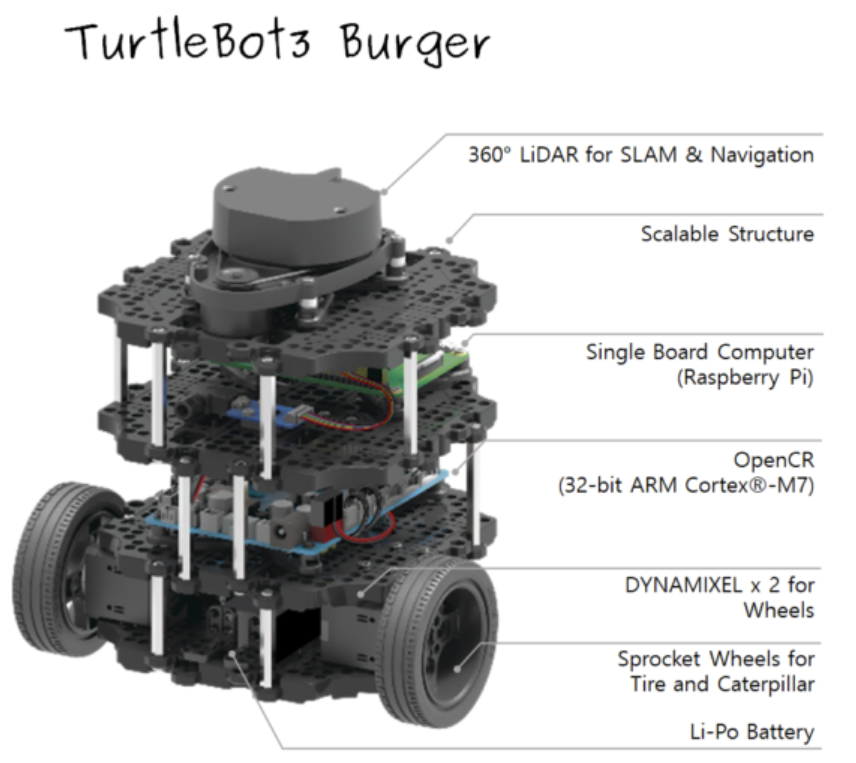 TurtleBot3 Burger
360° LiDAR for SLAM & Navigation
Scalable Structure
Single Board Computer
(Raspberry Pi)
OpenCR
(32-bit ARM Cortex®-M7)
DYNAMIXEL x 2 for
Wheels
Sprocket Wheels for
Tire and Caterpillar
Li-Po Battery